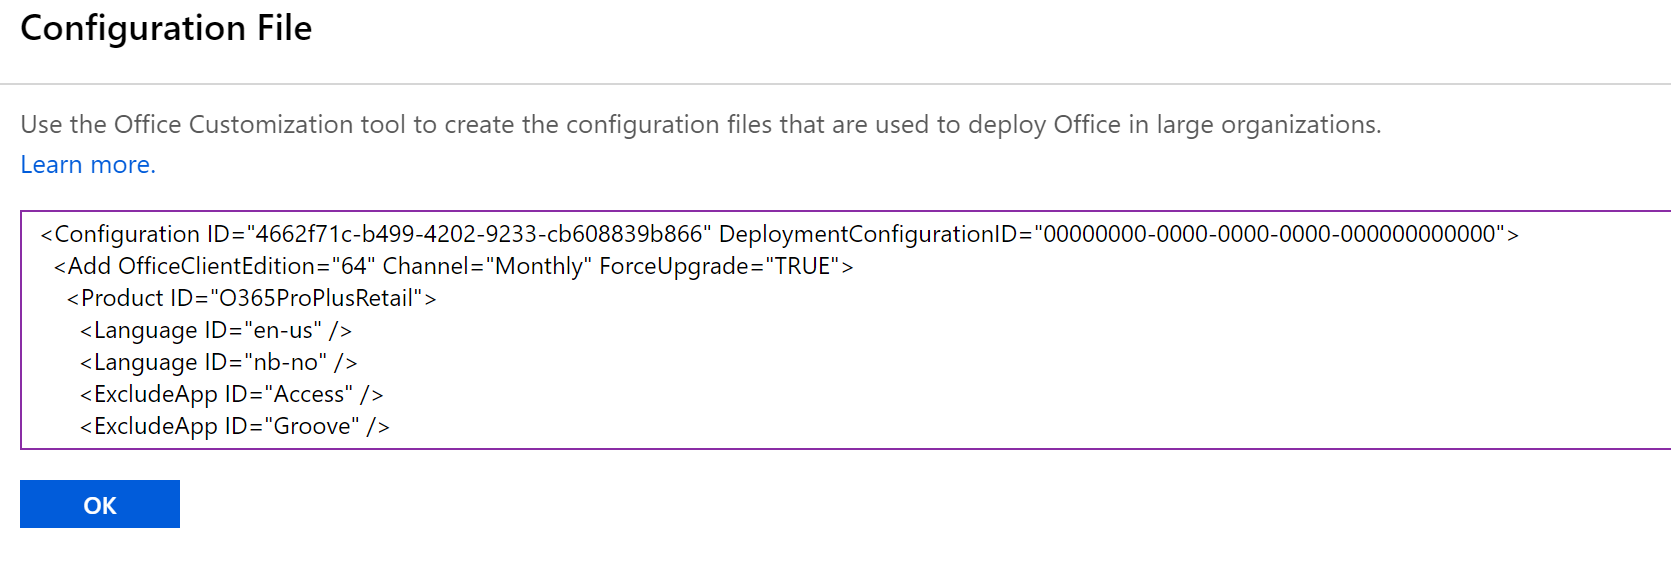 Configuration File
Use the Office Customization tool to create the configuration files that are used to deploy Office in large organizations.
Learn more.
<Configuration ID="4662f71c-b499-4202-9233-cb608839b866" DeploymentConfigurationID="00000000-0000-0000-0000-000000000000">
<Add OfficeClientEdition="64" Channel="Monthly" ForceUpgrade="TRUE">
<Product ID="O365ProPlusRetail">
<Language ID="en-us" />
<Language ID="nb-no" />
<ExcludeApp ID="Access" />
<ExcludeApp ID="Groove" />
OK